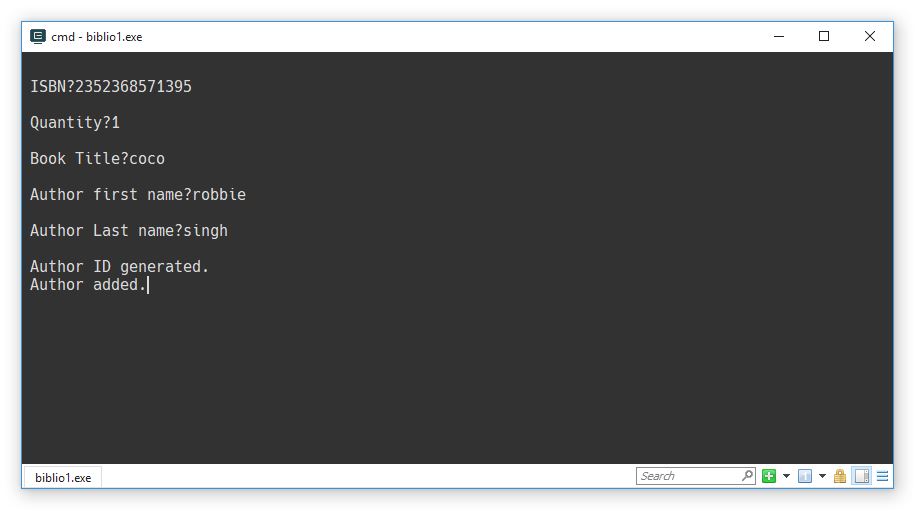 cmd - biblio1.exe
ISBN?2352368571395
Quantity?1
Book Title?coco
Author first name?robbie
Author Last name?singh
Author ID generated.
Author added.
biblio1.exe
Search